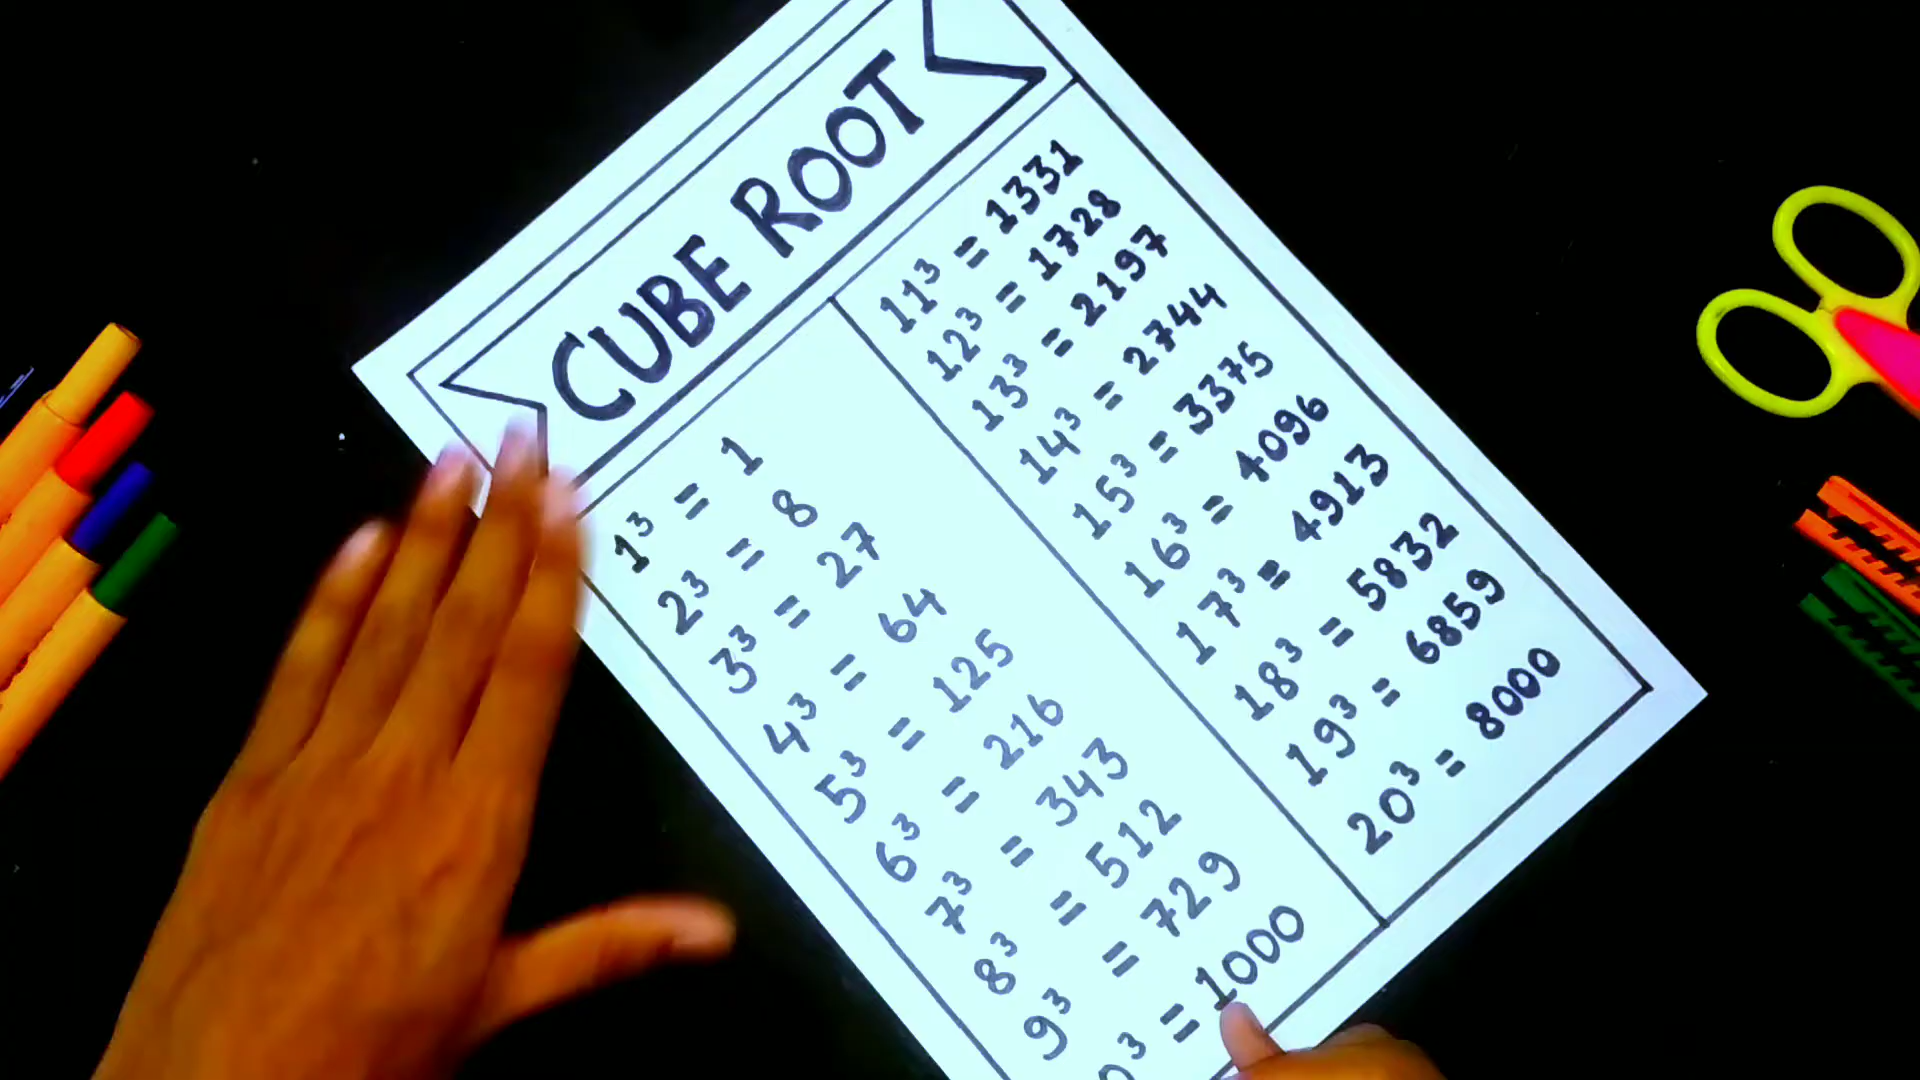 CUBE ROOT
1³ = 1
2³ = 8
3³ = 27
4³ = 64
5³ = 125
6³ = 216
7³ = 343
8³ = 512
9³ = 729
0³ = 1000
11³ = 1331
12³ = 1728
13³ = 2197
14³ = 2744
15³ = 3375
16³ = 4096
17³ = 4913
18³ = 5832
19³ = 6859
20³ = 8000